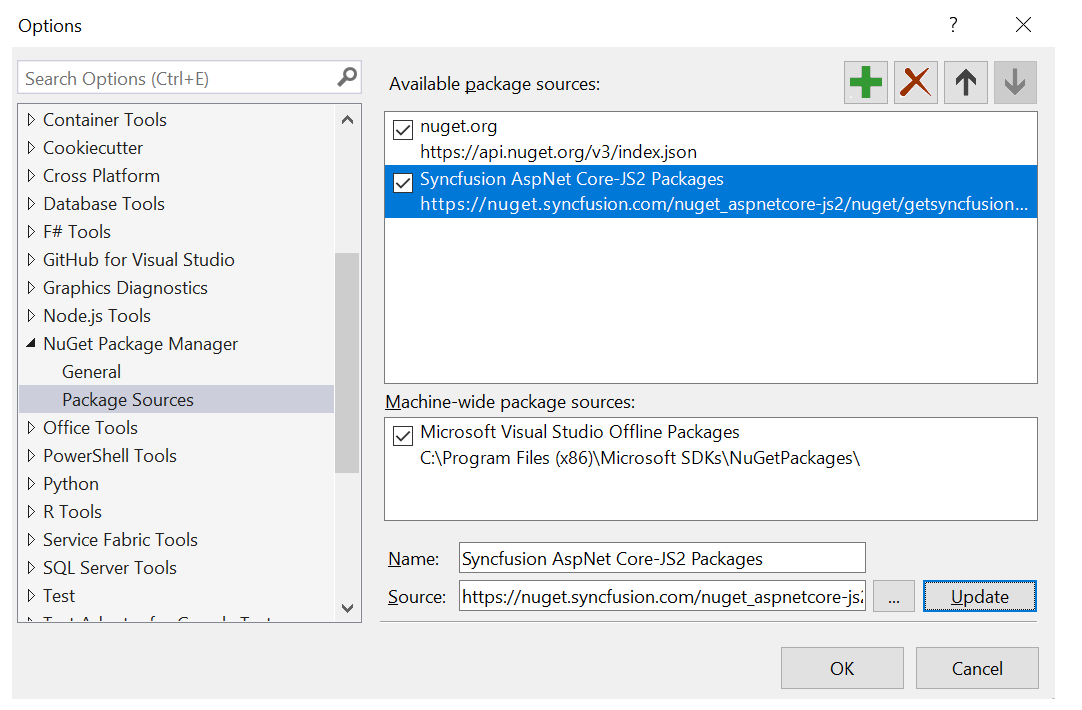 Options
?
Search Options (Ctrl+E)
Container Tools
Cookiecutter
Cross Platform
Database Tools
F# Tools
GitHub for Visual Studio
Graphics Diagnostics
Node.js Tools
NuGet Package Manager
General
Package Sources
Office Tools
PowerShell Tools
Python
R Tools
Service Fabric Tools
SQL Server Tools
Test
Available package sources:
nuget.org
https://api.nuget.org/v3/index.json
Syncfusion AspNet Core-JS2 Packages
https://nuget.syncfusion.com/nuget_aspnetcore-js2/nuget/getsyncfusion...
Machine-wide package sources:
Microsoft Visual Studio Offline Packages
C:\Program Files (x86)\Microsoft SDKs\NuGetPackages\
Name: Syncfusion AspNet Core-JS2 Packages
Source: https://nuget.syncfusion.com/nuget_aspnetcore-js2 ... Update
OK Cancel